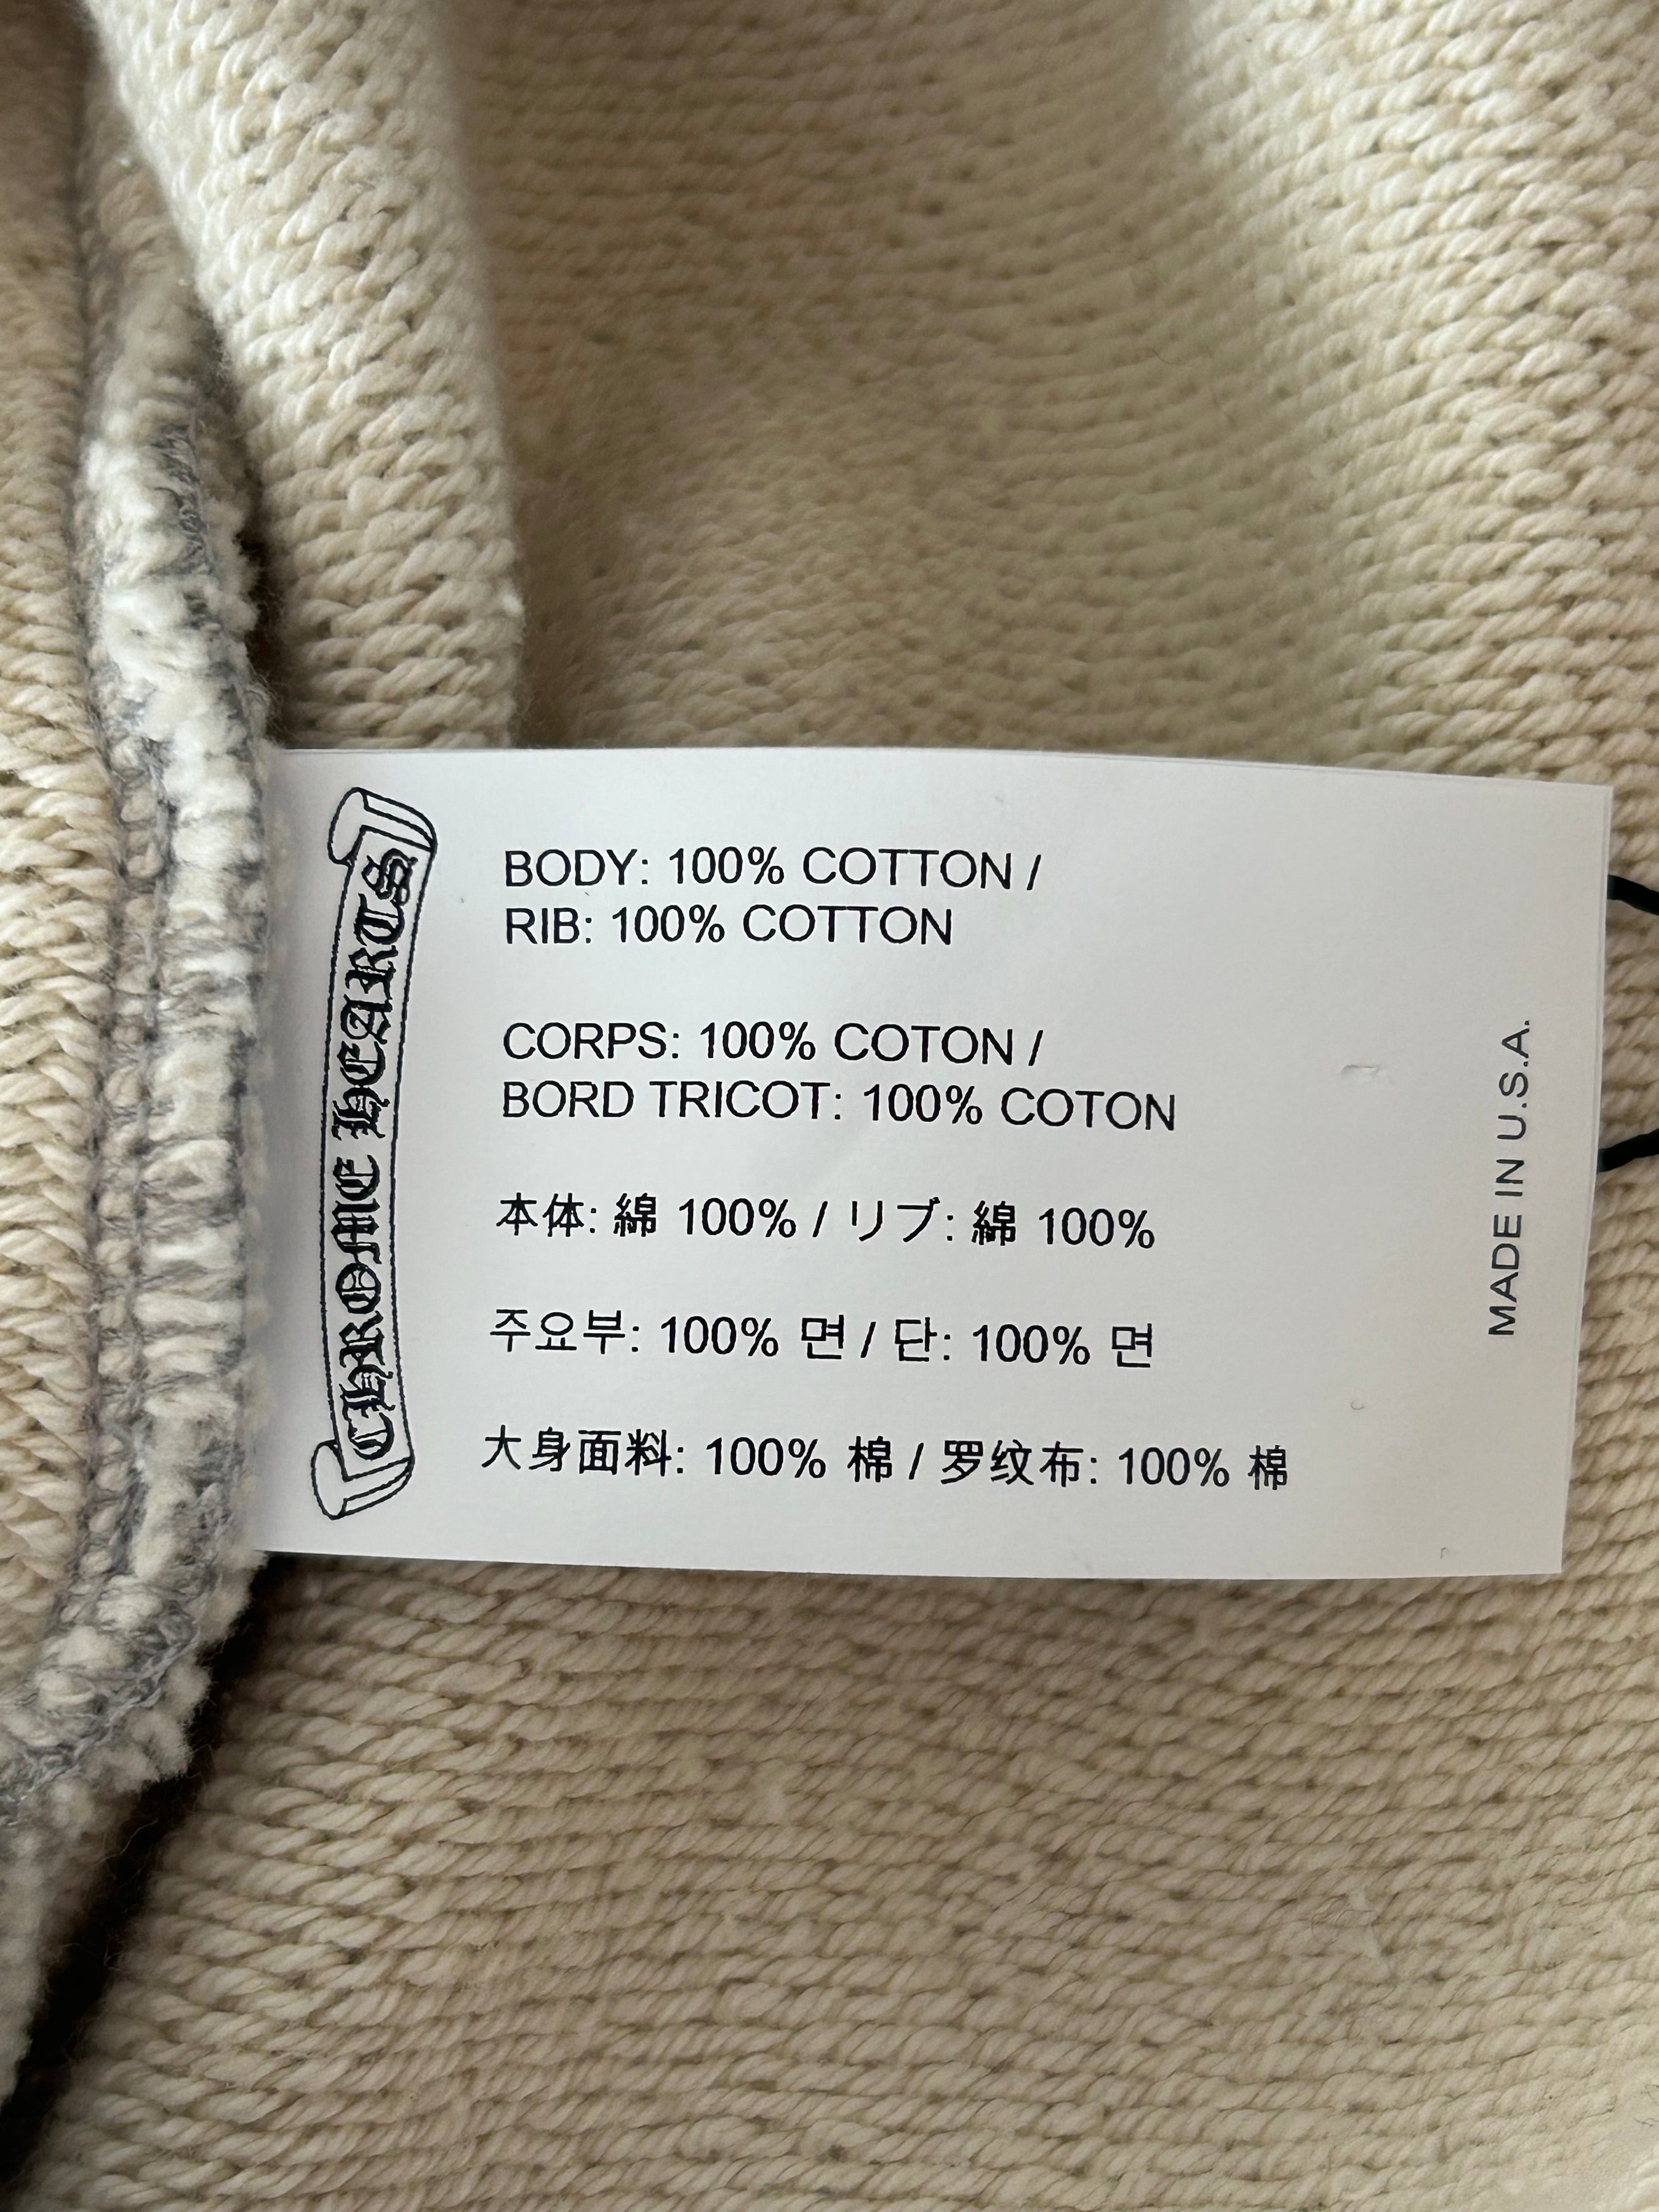 CHROME HEARTS
BODY: 100% COTTON /
RIB: 100% COTTON
CORPS: 100% COTON /
BORD TRICOT: 100% COTON
本体: 綿 100% / リブ: 綿 100%
주요부: 100% 면 / 단: 100% 면
大身面料: 100% 棉 / 罗纹布: 100% 棉
MADE IN U.S.A.